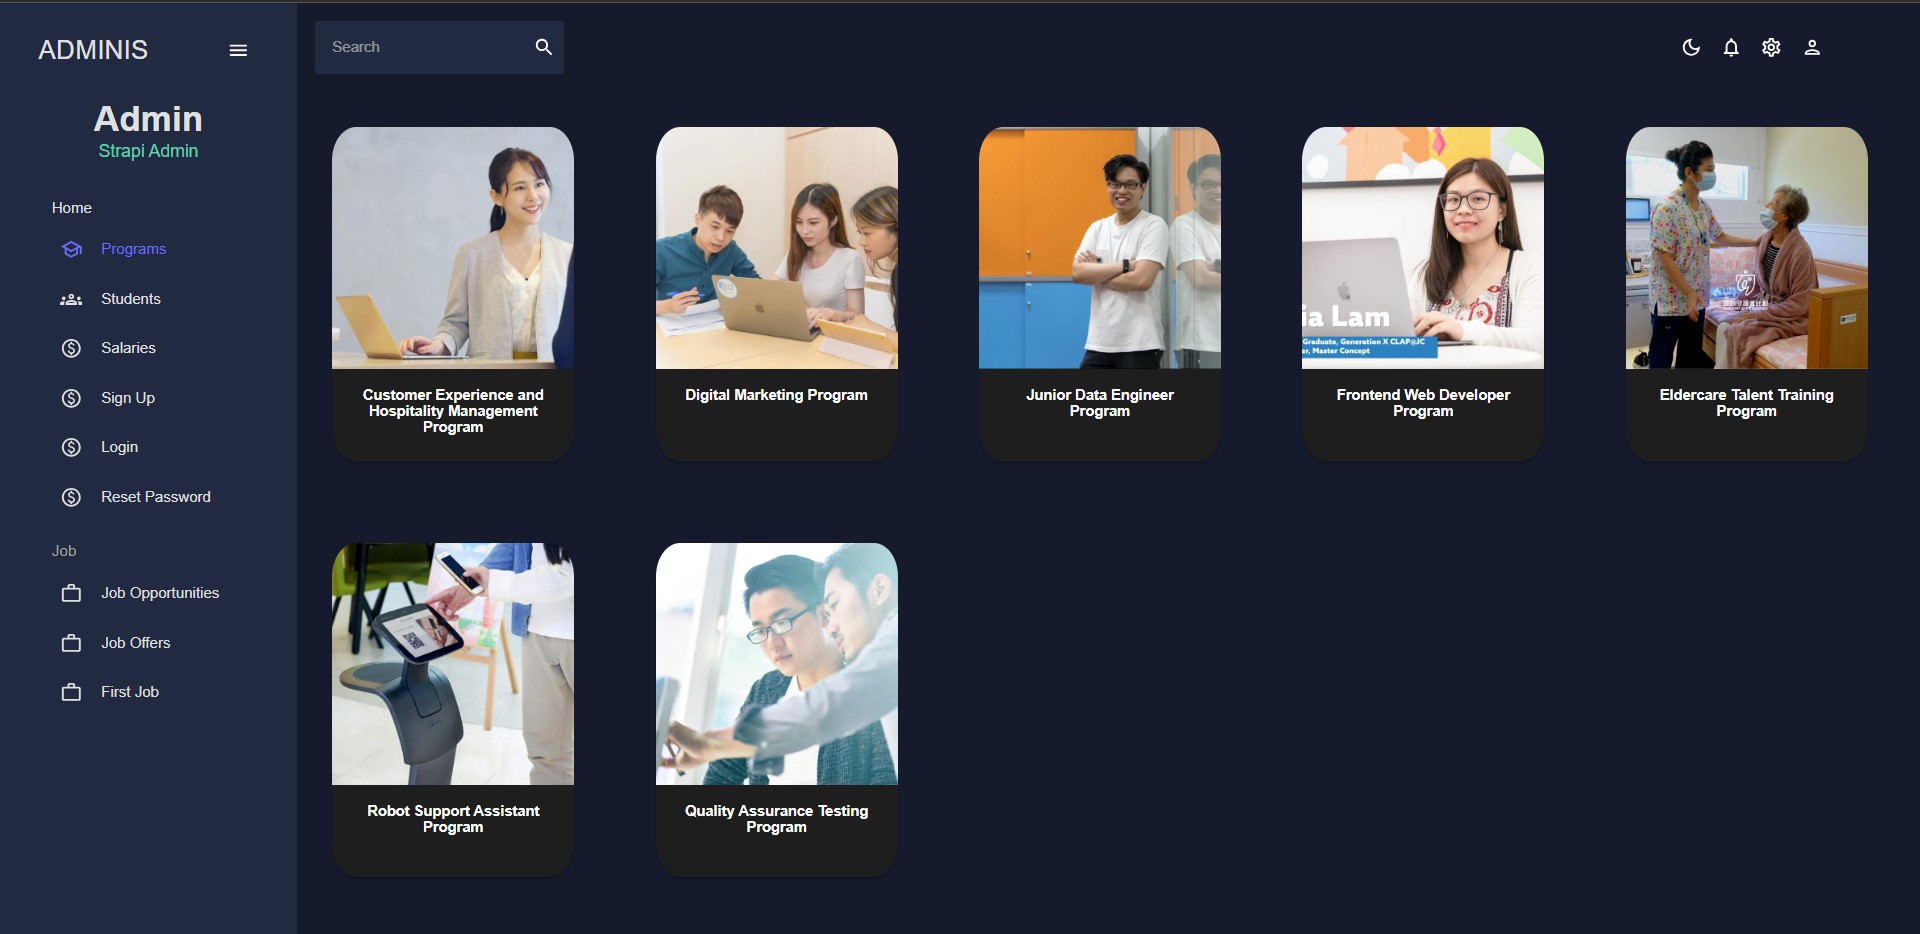 ADMINIS
Search
Admin
Strapi Admin
Home
Programs
Students
Salaries
Sign Up
Login
Reset Password
Job
Job Opportunities
Job Offers
First Job
Customer Experience and
Hospitality Management
Program
Digital Marketing Program
Junior Data Engineer
Program
ia Lam
Graduate, Generation X CLAP@JC
er, Master Concept
Frontend Web Developer
Program
Eldercare Talent Training
Program
Robot Support Assistant
Program
Quality Assurance Testing
Program